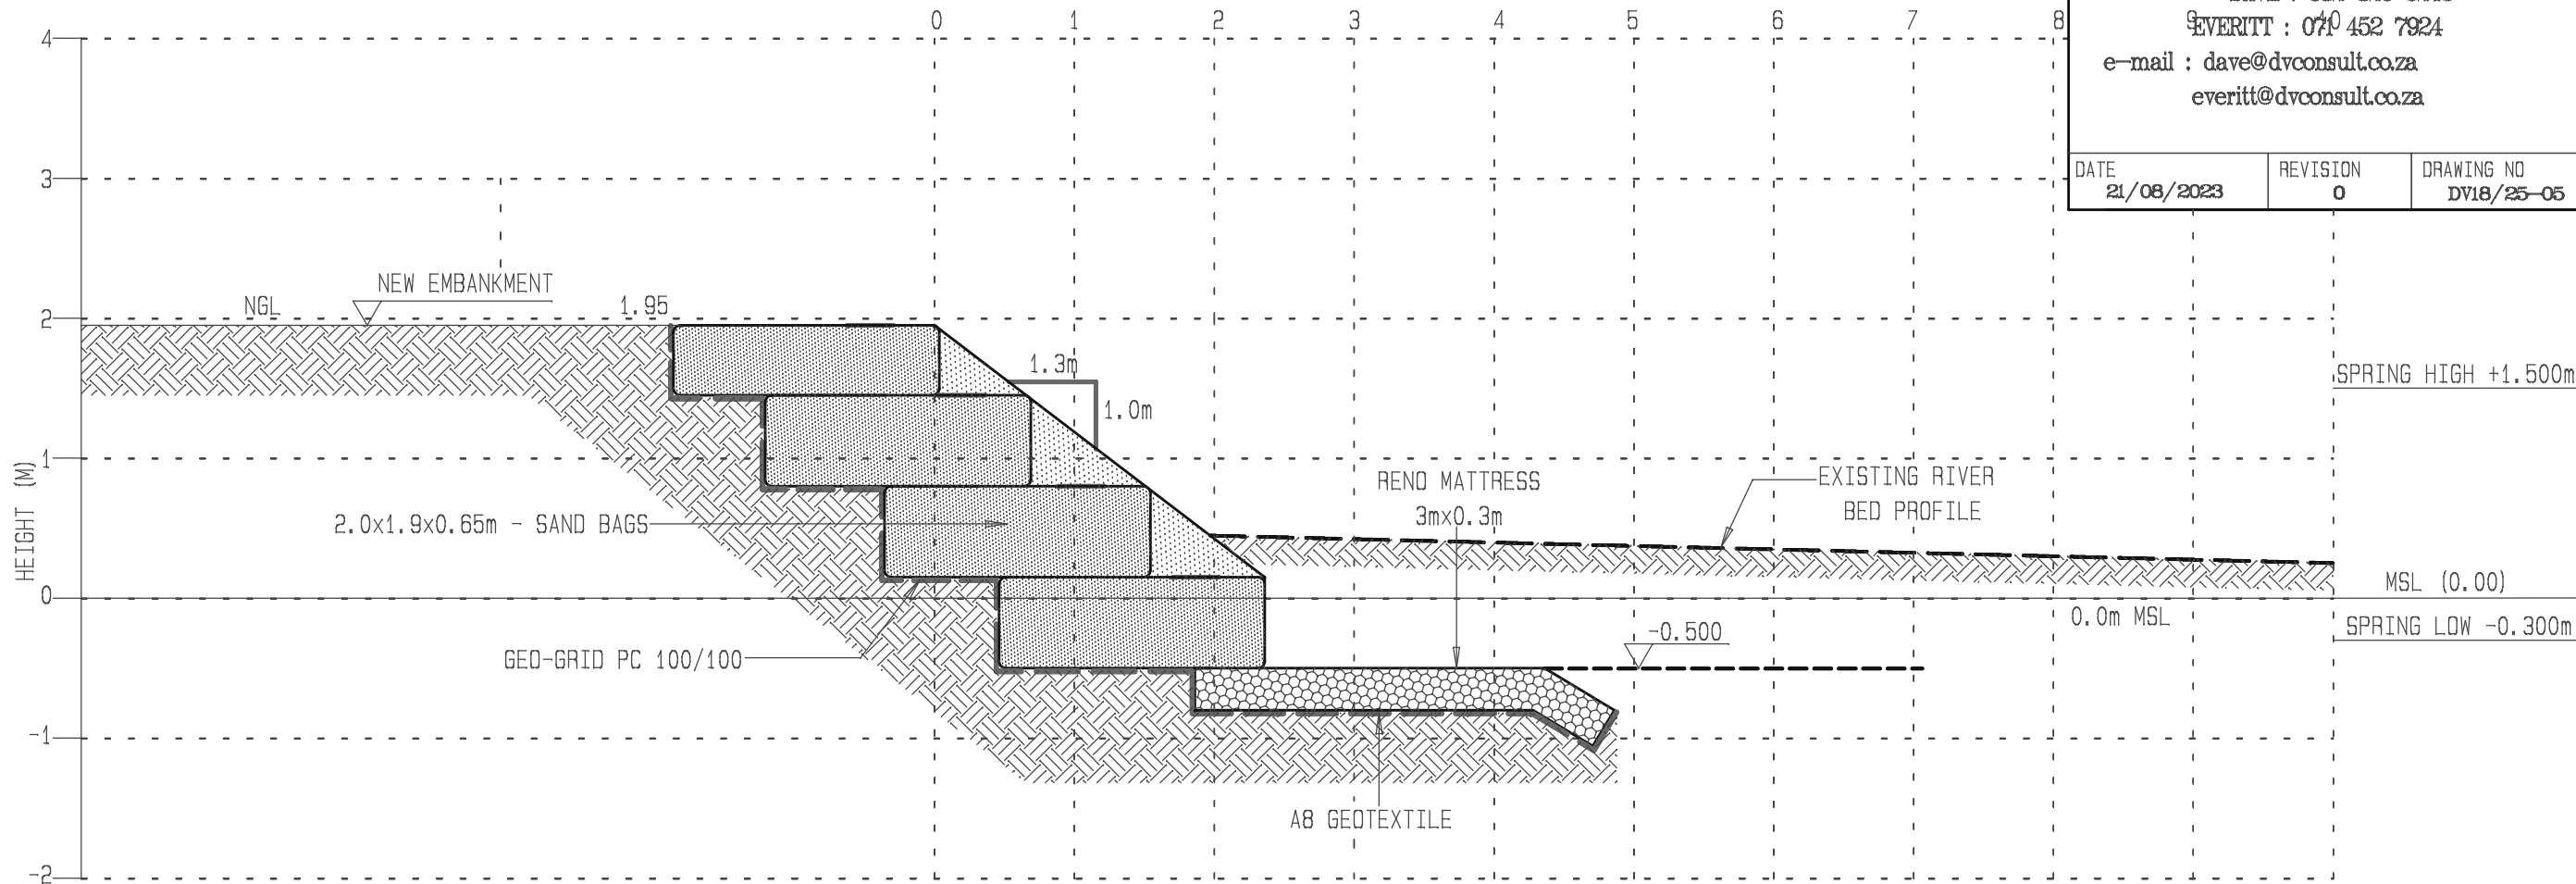 EVERITT : 071 452 7924
e-mail : dave@dvconsult.co.za
everitt@dvconsult.co.za
DATE
21/08/2023
REVISION
0
DRAWING NO
DV18/25-05
0 1 2 3 4 5 6 7 8 9 10
4
3
2
1
0
-1
-2
HEIGHT (M)
NGL
NEW EMBANKMENT
1.95
1.3m
1.0m
SPRING HIGH +1.500m
RENO MATTRESS
3mx0.3m
EXISTING RIVER
BED PROFILE
2.0x1.9x0.65m - SAND BAGS
MSL (0.00)
0.0m MSL
SPRING LOW -0.300m
-0.500
GEO-GRID PC 100/100
A8 GEOTEXTILE